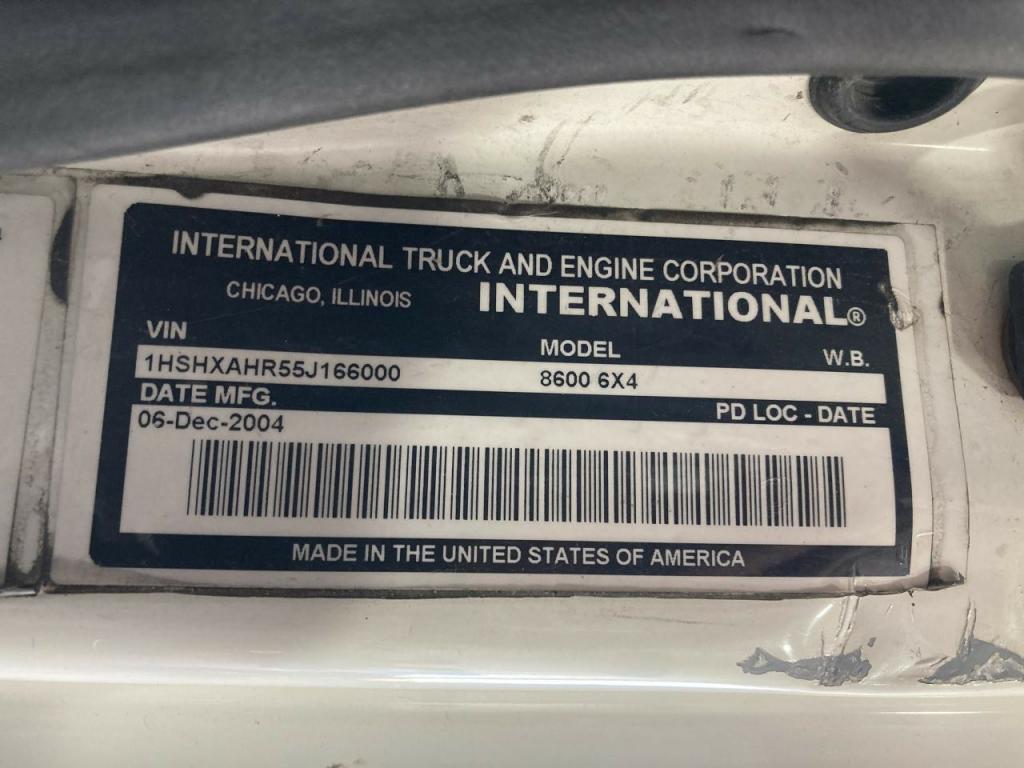 INTERNATIONAL TRUCK AND ENGINE CORPORATION
CHICAGO, ILLINOIS INTERNATIONAL®
VIN MODEL W.B.
1HSHXAHR55J166000 8600 6X4
DATE MFG. PD LOC - DATE
06-Dec-2004
MADE IN THE UNITED STATES OF AMERICA